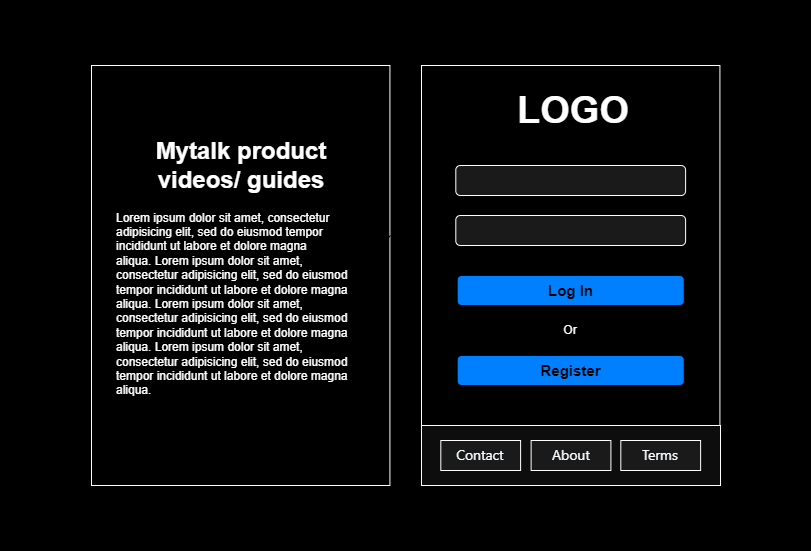 Mytalk product
videos/ guides
Lorem ipsum dolor sit amet, consectetur
adipisicing elit, sed do eiusmod tempor
incididunt ut labore et dolore magna
aliqua. Lorem ipsum dolor sit amet,
consectetur adipisicing elit, sed do eiusmod
tempor incididunt ut labore et dolore magna
aliqua. Lorem ipsum dolor sit amet,
consectetur adipisicing elit, sed do eiusmod
tempor incididunt ut labore et dolore magna
aliqua. Lorem ipsum dolor sit amet,
consectetur adipisicing elit, sed do eiusmod
tempor incididunt ut labore et dolore magna
aliqua.
LOGO
Log In
Or
Register
Contact
About
Terms